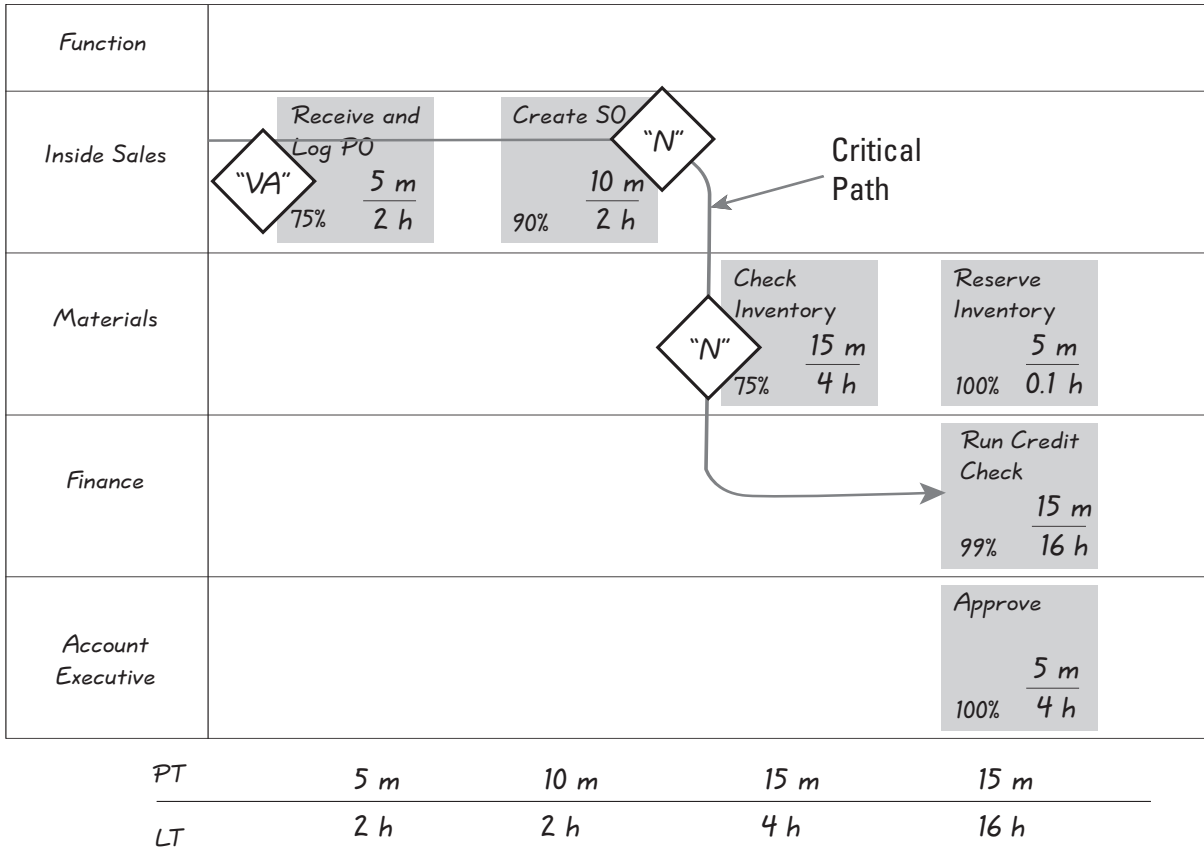 Function
Inside Sales
"VA"
Receive and
Log PO
75%
5 m
2 h
Create SO
90%
10 m
2 h
"N"
Critical
Path
Materials
"N"
Check
Inventory
75%
15 m
4 h
Reserve
Inventory
100%
5 m
0.1 h
Finance
Run Credit
Check
99%
15 m
16 h
Account
Executive
Approve
100%
5 m
4 h
PT 5 m 10 m 15 m 15 m
LT 2 h 2 h 4 h 16 h